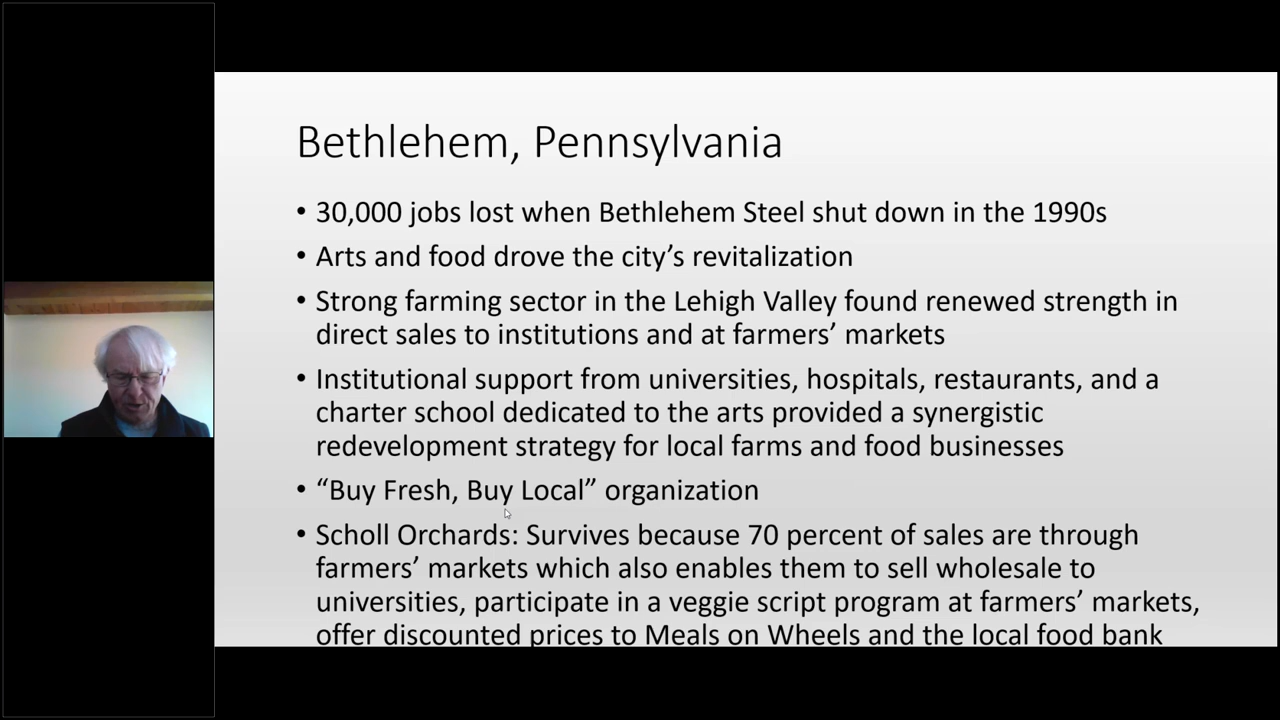 Bethlehem, Pennsylvania
• 30,000 jobs lost when Bethlehem Steel shut down in the 1990s
• Arts and food drove the city’s revitalization
• Strong farming sector in the Lehigh Valley found renewed strength in
direct sales to institutions and at farmers’ markets
• Institutional support from universities, hospitals, restaurants, and a
charter school dedicated to the arts provided a synergistic
redevelopment strategy for local farms and food businesses
• “Buy Fresh, Buy Local” organization
• Scholl Orchards: Survives because 70 percent of sales are through
farmers’ markets which also enables them to sell wholesale to
universities, participate in a veggie script program at farmers’ markets,
offer discounted prices to Meals on Wheels and the local food bank